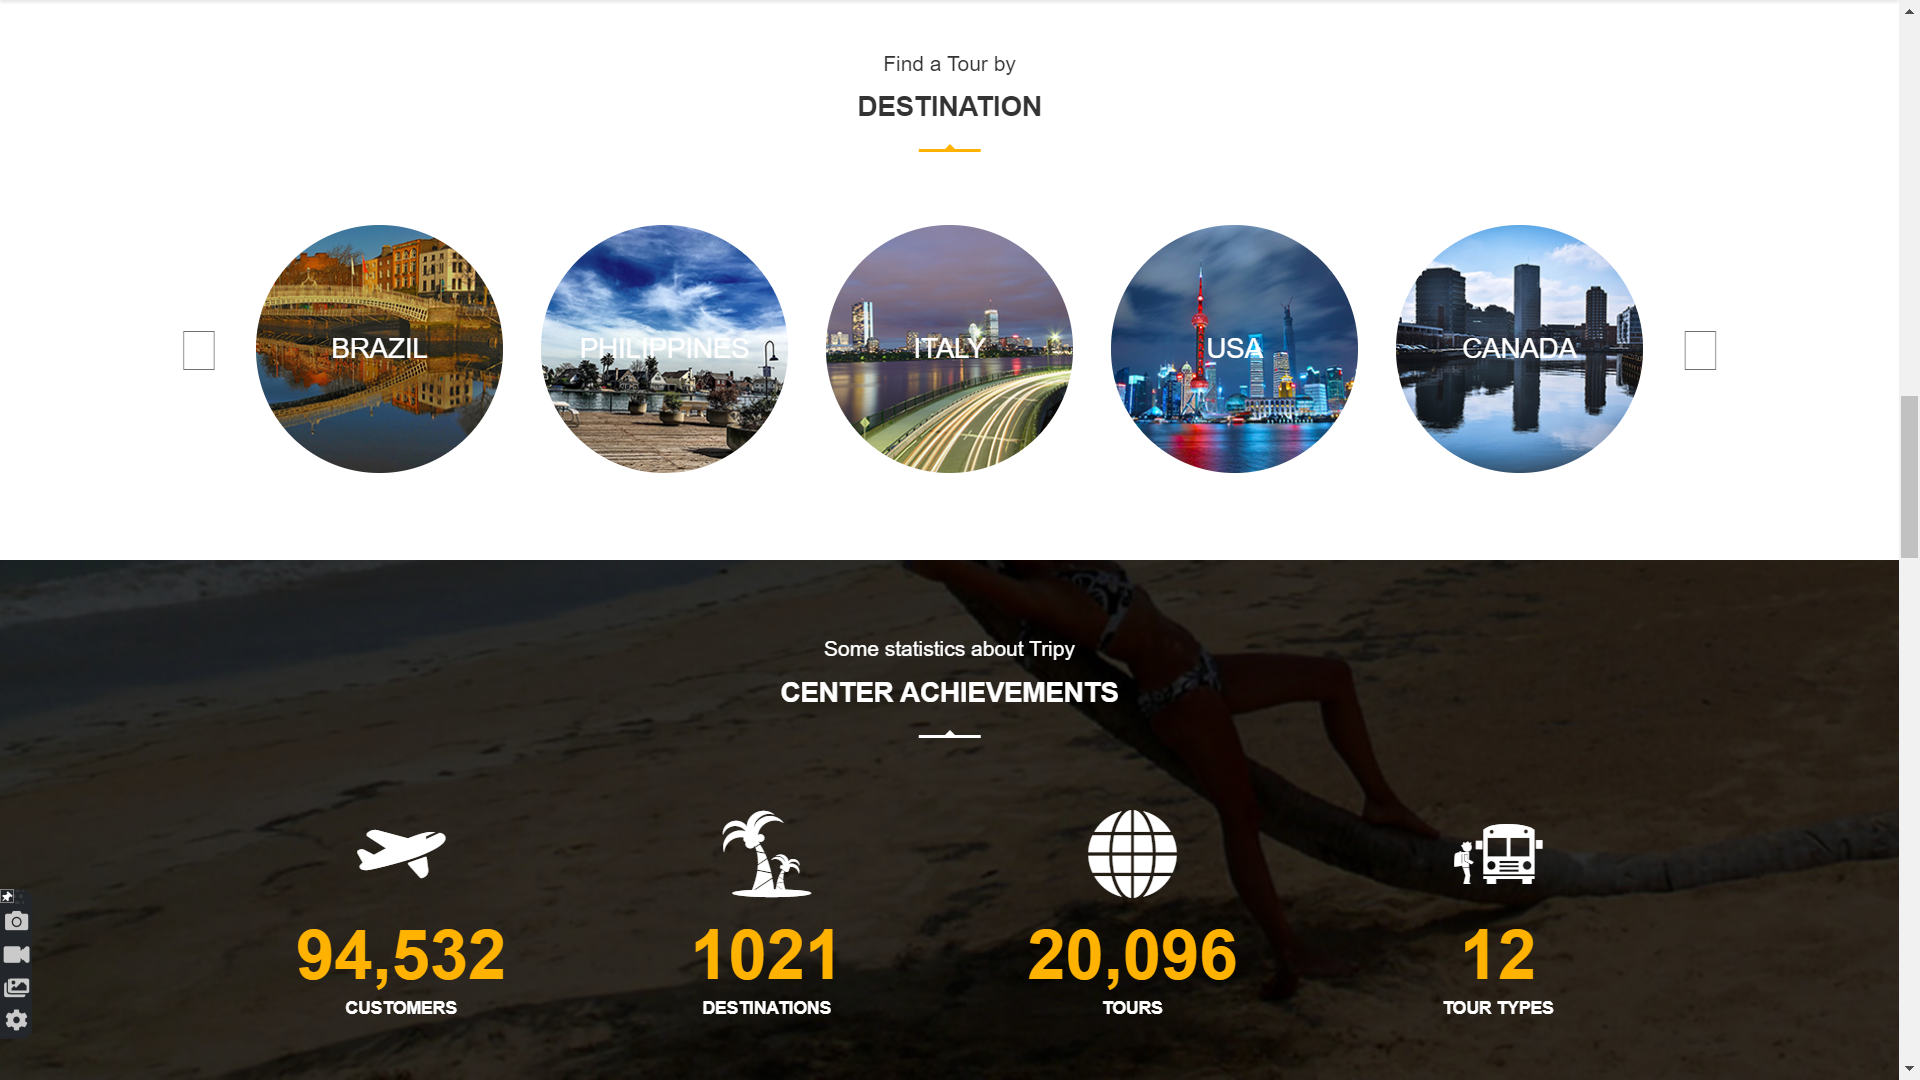 Find a Tour by
DESTINATION
BRAZIL
PHILIPPINES
ITALY
USA
CANADA
Some statistics about Tripy
CENTER ACHIEVEMENTS
94,532
CUSTOMERS
1021
DESTINATIONS
20,096
TOURS
12
TOUR TYPES